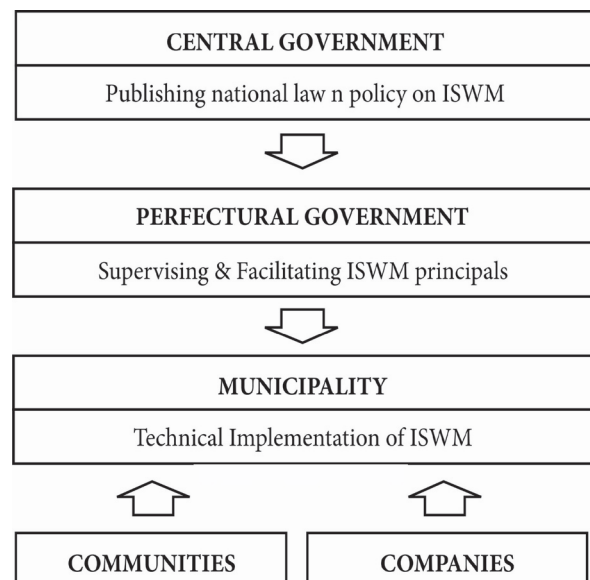 CENTRAL GOVERNMENT
Publishing national law n policy on ISWM
PERFECTURAL GOVERNMENT
Supervising & Facilitating ISWM principals
MUNICIPALITY
Technical Implementation of ISWM
COMMUNITIES
COMPANIES